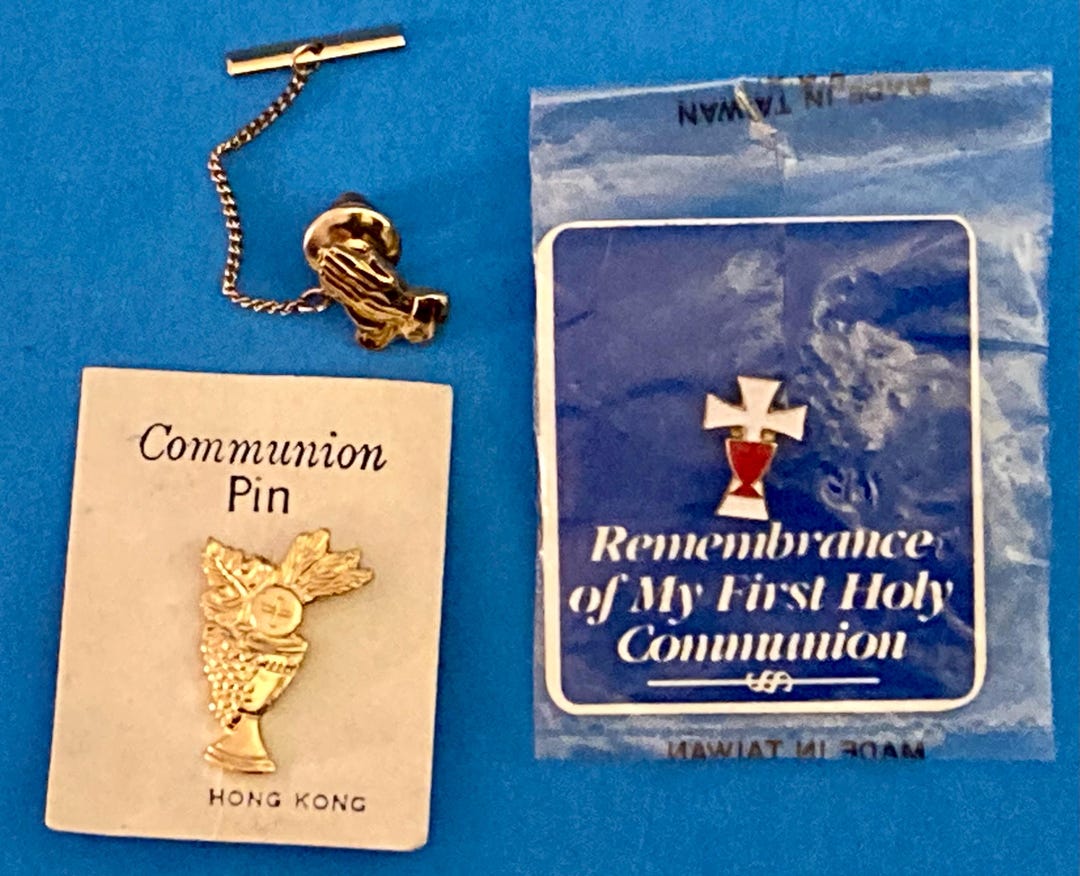 Communion
Pin
HONG KONG
MADE IN TAIWAN
Remembrance
of My First Holy
Communion
MADE IN TAIWAN